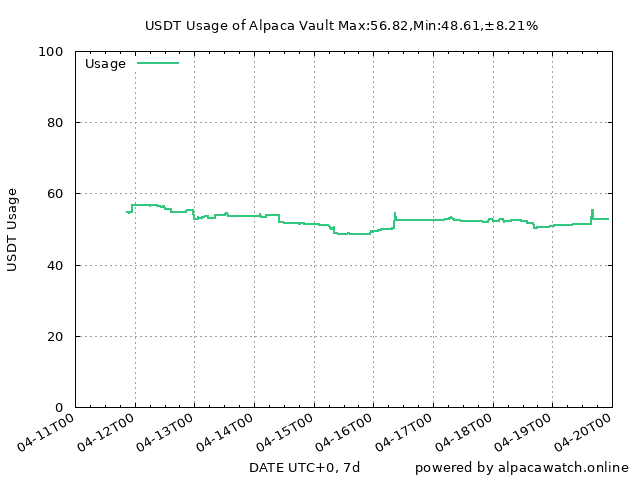 USDT Usage of Alpaca Vault Max:56.82,Min:48.61,±8.21%
Usage
100
80
60
40
20
0
USDT Usage
04-11T00
04-12T00
04-13T00
04-14T00
04-15T00
04-16T00
04-17T00
04-18T00
04-19T00
04-20T00
DATE UTC+0, 7d
powered by alpacawatch.online